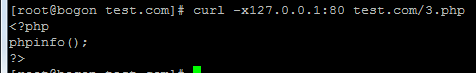 [root@bogon test.com]# curl -x127.0.0.1:80 test.com/3.php
<?php
phpinfo();
?>
[root@bogon test.com]#